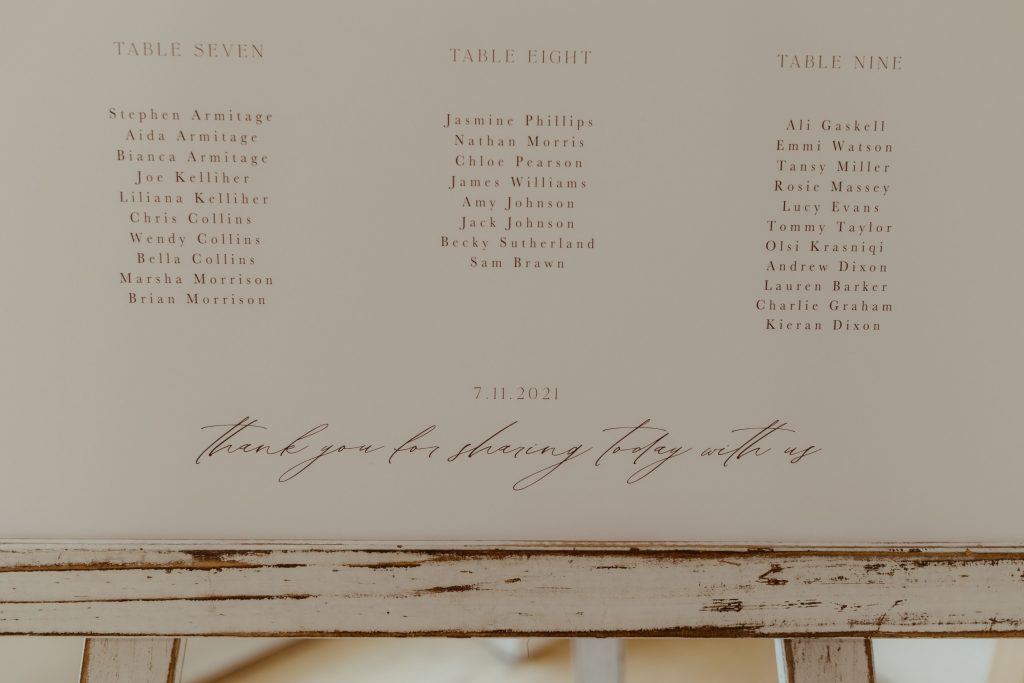 TABLE SEVEN
Stephen Armitage
Aida Armitage
Bianca Armitage
Joe Kelliher
Liliana Kelliher
Chris Collins
Wendy Collins
Bella Collins
Marsha Morrison
Brian Morrison
TABLE EIGHT
Jasmine Phillips
Nathan Morris
Chloe Pearson
James Williams
Amy Johnson
Jack Johnson
Becky Sutherland
Sam Brawn
TABLE NINE
Ali Gaskell
Emmi Watson
Tansy Miller
Rosie Massey
Lucy Evans
Tommy Taylor
Olsi Krasniqi
Andrew Dixon
Lauren Barker
Charlie Graham
Kieran Dixon
7.11.2021
thank you for sharing today with us